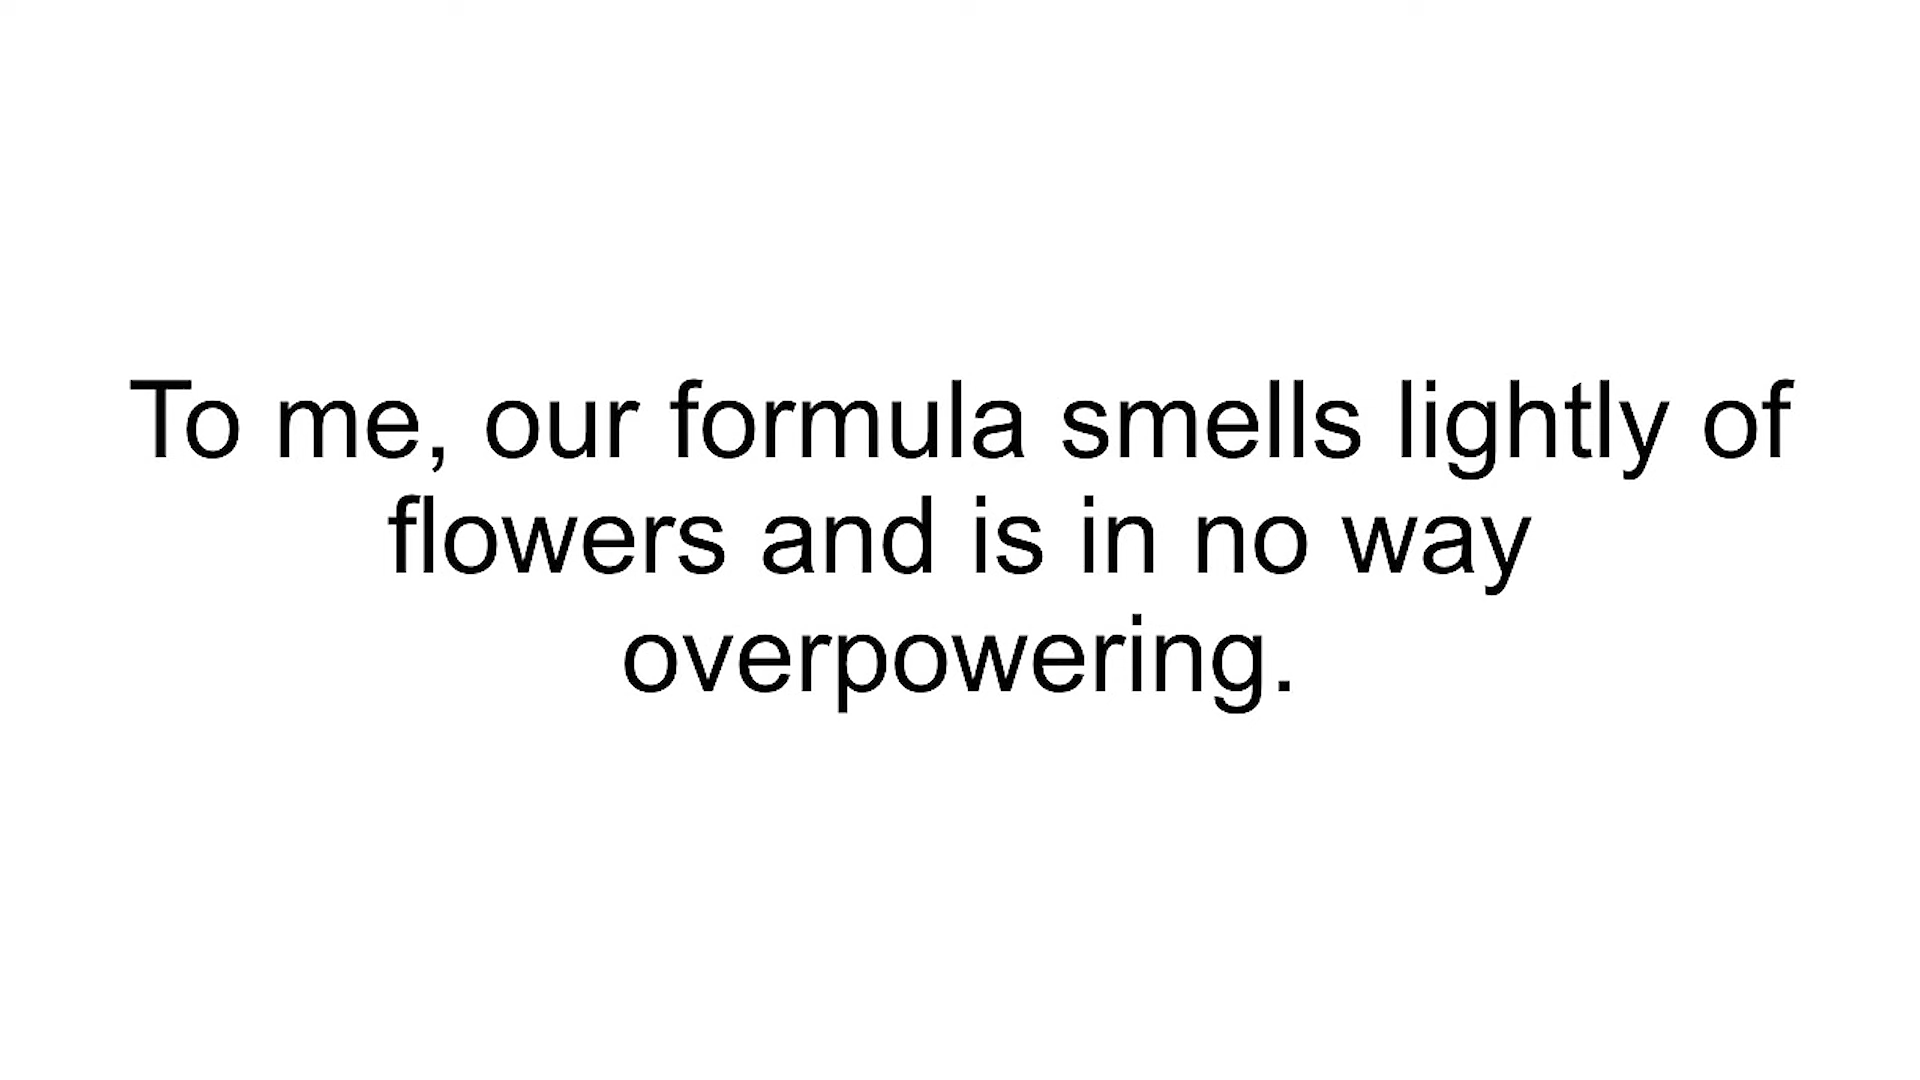 To me, our formula smells lightly of
flowers and is in no way
overpowering.